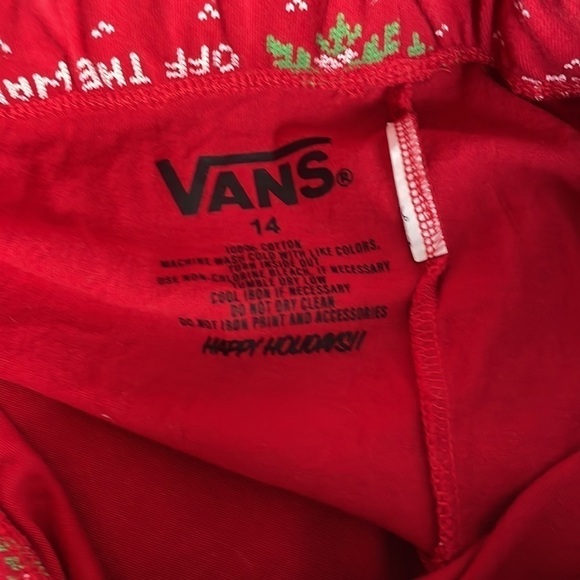 OFF THE WALL
VANS®
14
100% COTTON
MACHINE WASH COLD WITH LIKE COLORS,
TURN INSIDE OUT
USE NON-CHLORINE BLEACH, IF NECESSARY
TUMBLE DRY LOW
COOL IRON IF NECESSARY
DO NOT DRY CLEAN
DO NOT IRON PRINT AND ACCESSORIES
HAPPY HOLIDAYS!!